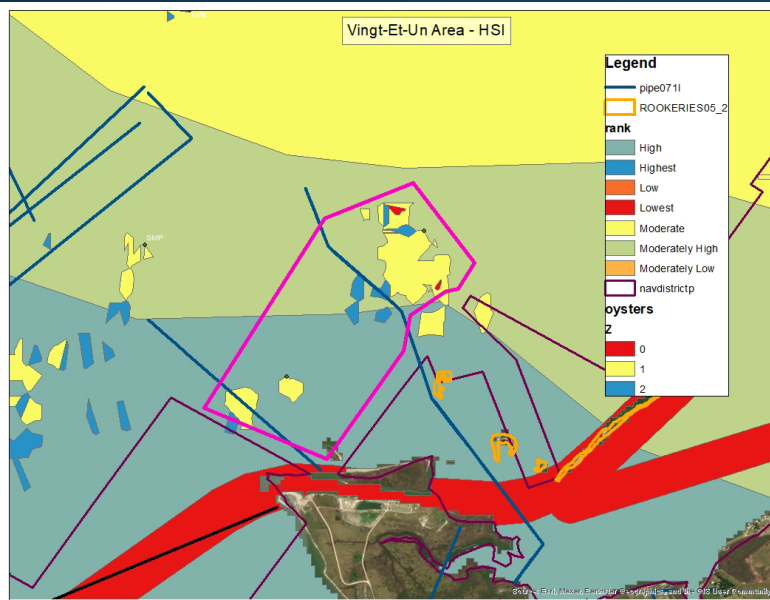 Vingt-Et-Un Area - HSI
Legend
pipe071l
ROOKERIES05_2
rank
High
Highest
Low
Lowest
Moderate
Moderately High
Moderately Low
navdistrictp
oysters
Z
0
1
2
SMP